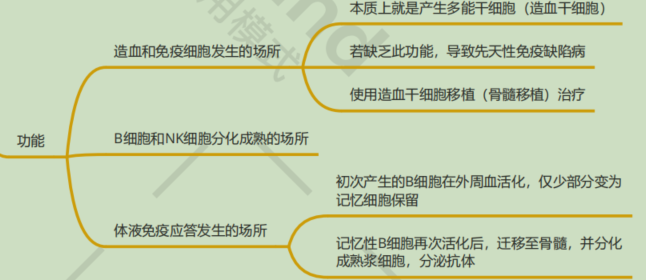 本质上就是产生多能干细胞（造血干细胞）
造血和免疫细胞发生的场所
若缺乏此功能，导致先天性免疫缺陷病
使用造血干细胞移植（骨髓移植）治疗
功能
B细胞和NK细胞分化成熟的场所
初次产生的B细胞在外周血活化，仅少部分变为
记忆细胞保留
体液免疫应答发生的场所
记忆性B细胞再次活化后，迁移至骨髓，并分化
成熟浆细胞，分泌抗体
用模式
ind